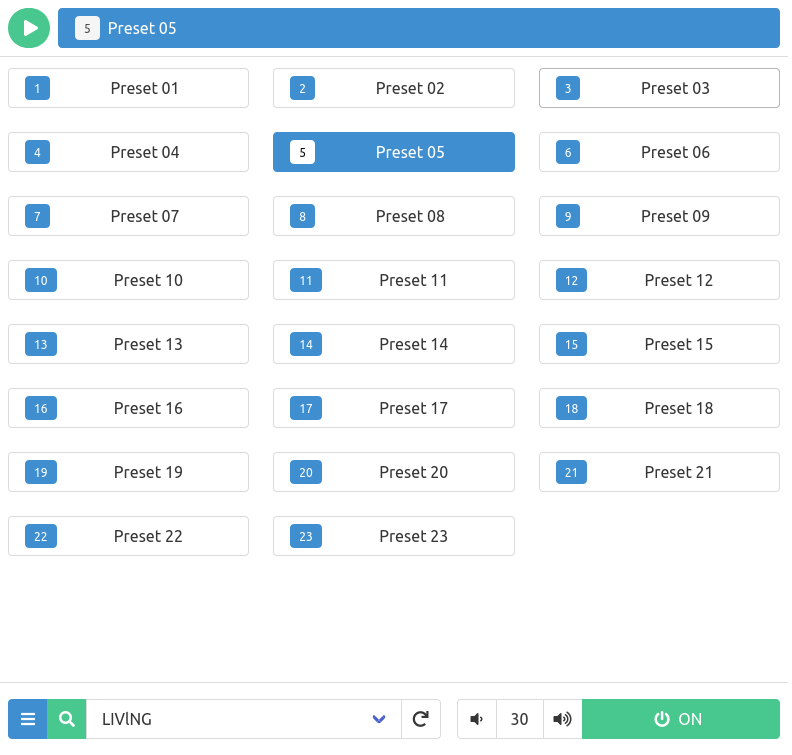 5 Preset 05
1 Preset 01 2 Preset 02 3 Preset 03
4 Preset 04 5 Preset 05 6 Preset 06
7 Preset 07 8 Preset 08 9 Preset 09
10 Preset 10 11 Preset 11 12 Preset 12
13 Preset 13 14 Preset 14 15 Preset 15
16 Preset 16 17 Preset 17 18 Preset 18
19 Preset 19 20 Preset 20 21 Preset 21
22 Preset 22 23 Preset 23
LIVlNG 30 ON